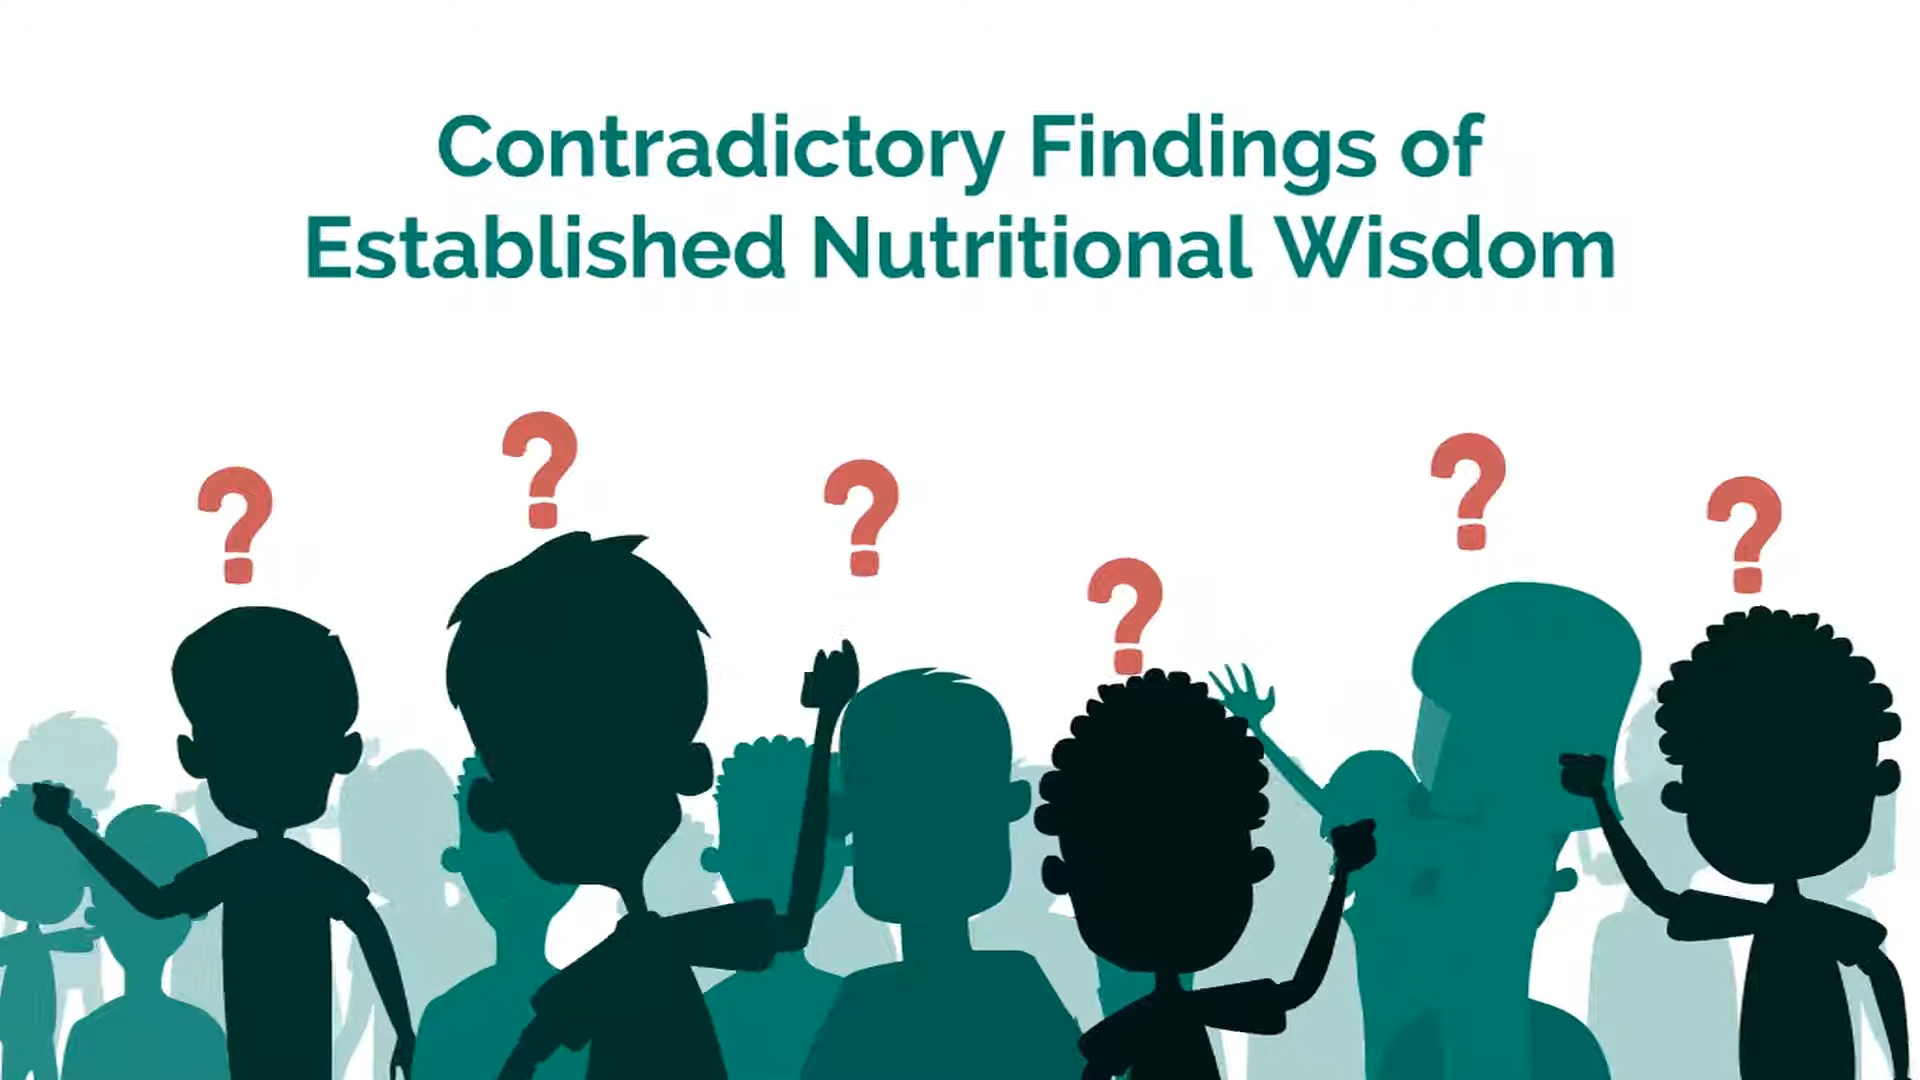 Contradictory Findings of
Established Nutritional Wisdom
? ? ? ? ? ?